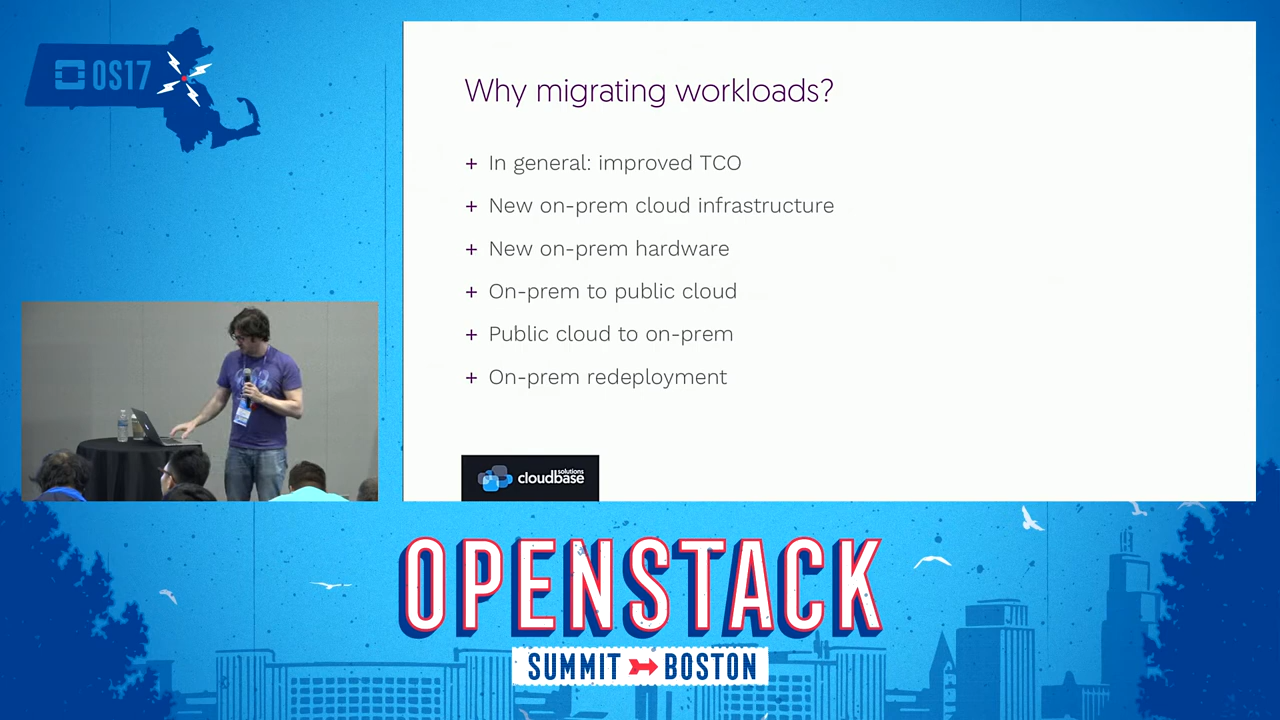 OS17
Why migrating workloads?
+ In general: improved TCO
+ New on-prem cloud infrastructure
+ New on-prem hardware
+ On-prem to public cloud
+ Public cloud to on-prem
+ On-prem redeployment
solutions
cloudbase
OPENSTACK
SUMMIT BOSTON